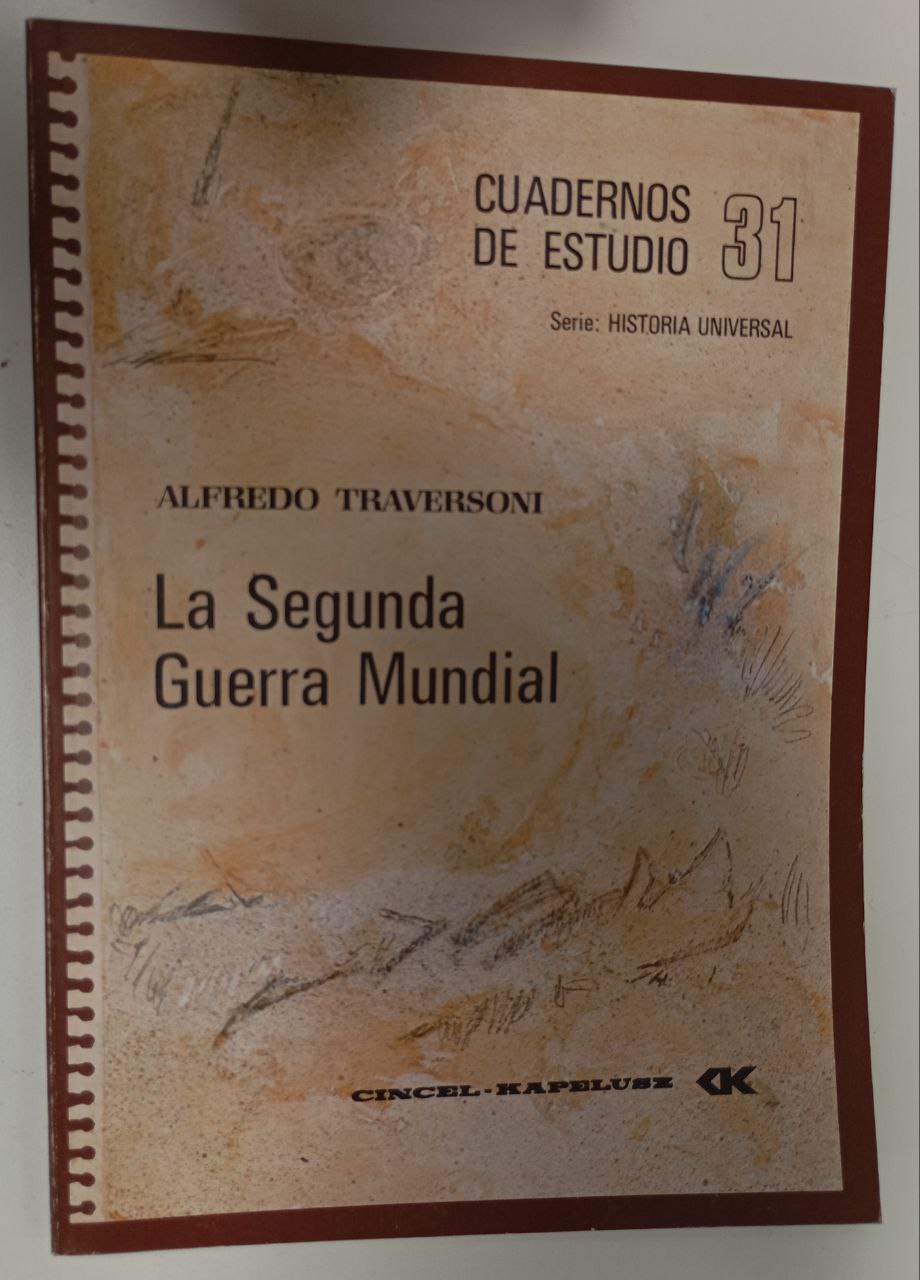 CUADERNOS
DE ESTUDIO 31
Serie: HISTORIA UNIVERSAL
ALFREDO TRAVERSONI
La Segunda
Guerra Mundial
CINCEL-KAPELUSZ CK